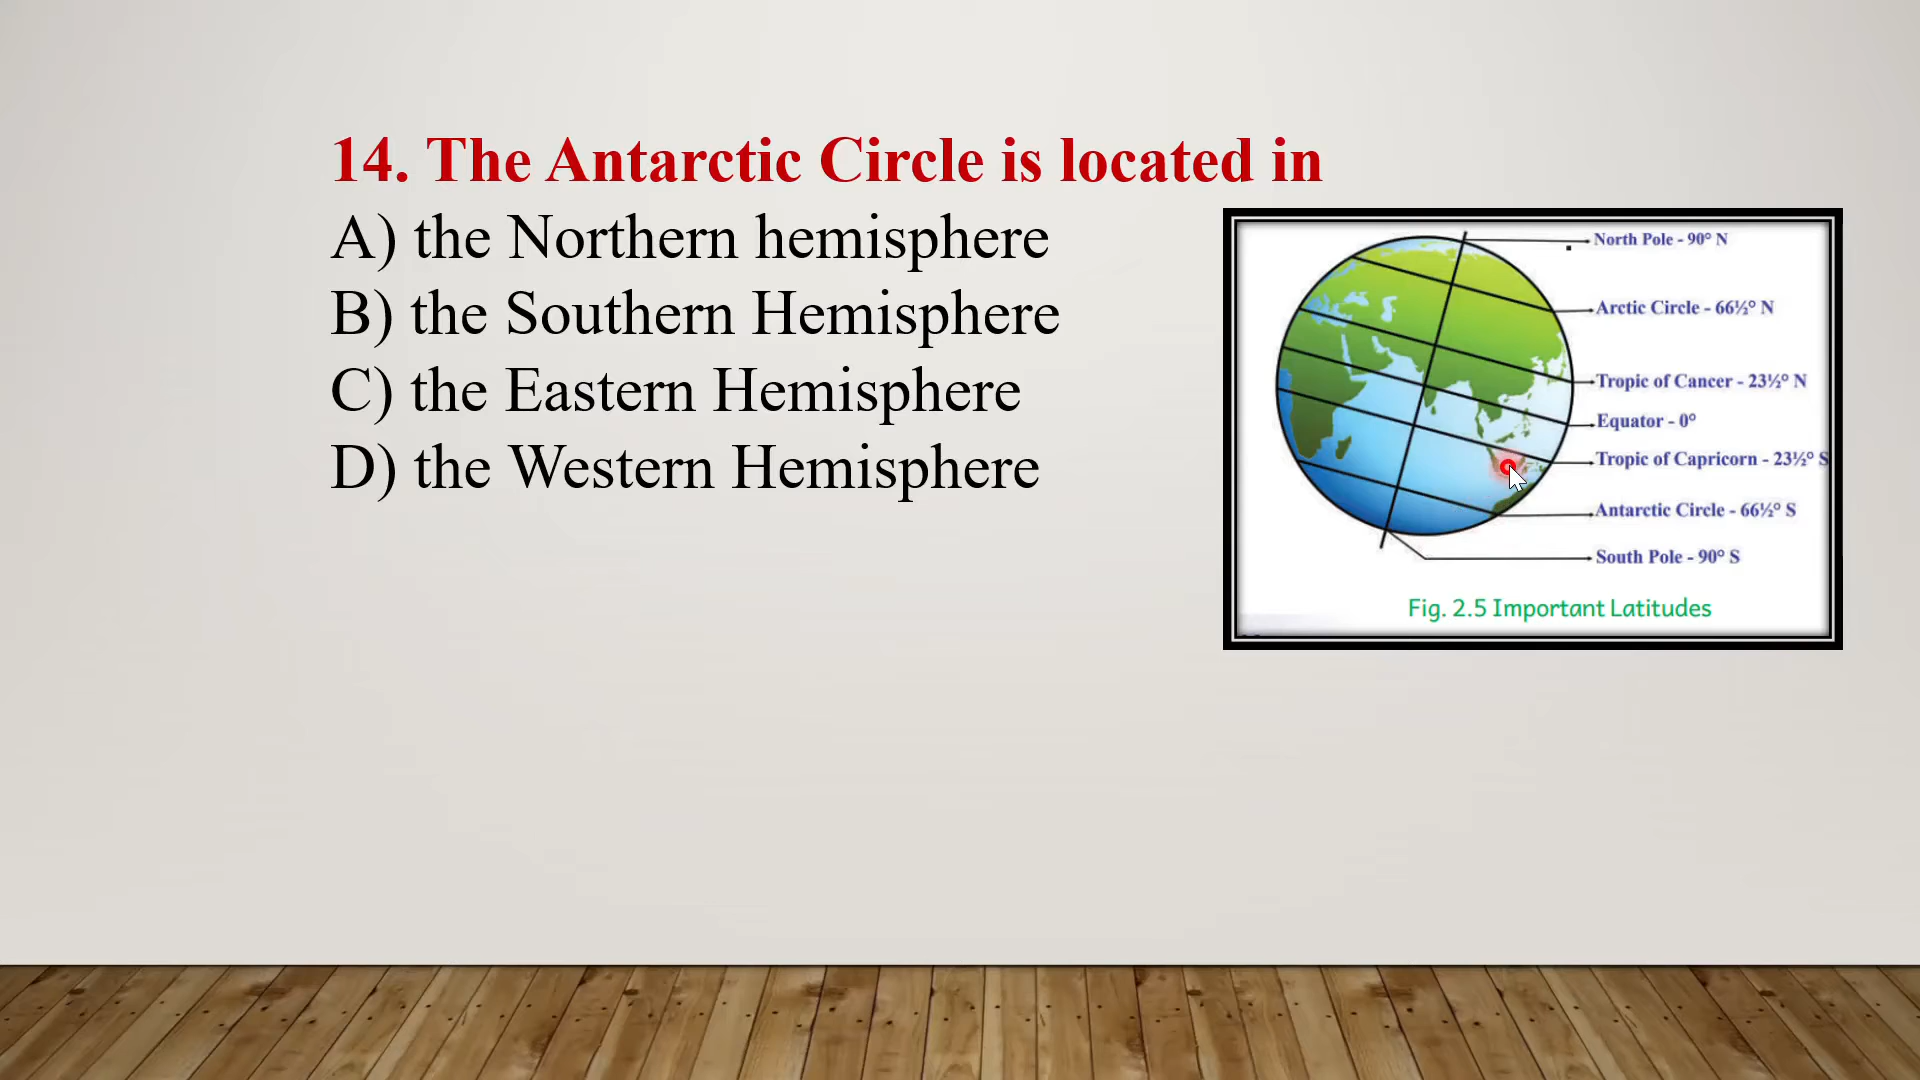 14. The Antarctic Circle is located in
A) the Northern hemisphere
B) the Southern Hemisphere
C) the Eastern Hemisphere
D) the Western Hemisphere
North Pole - 90° N
Arctic Circle - 66½° N
Tropic of Cancer - 23½° N
Equator - 0°
Tropic of Capricorn - 23½° S
Antarctic Circle - 66½° S
South Pole - 90° S
Fig. 2.5 Important Latitudes